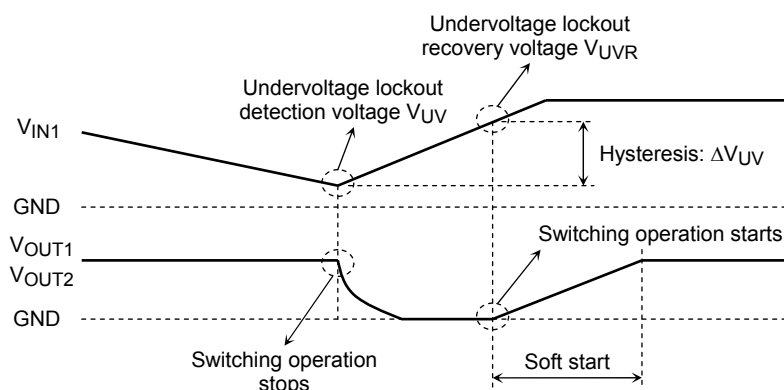 Undervoltage lockout
recovery voltage VUVR
Undervoltage lockout
detection voltage VUV
VIN1
Hysteresis: ΔVUV
GND
VOUT1
VOUT2
Switching operation starts
GND
Switching operation
stops
Soft start